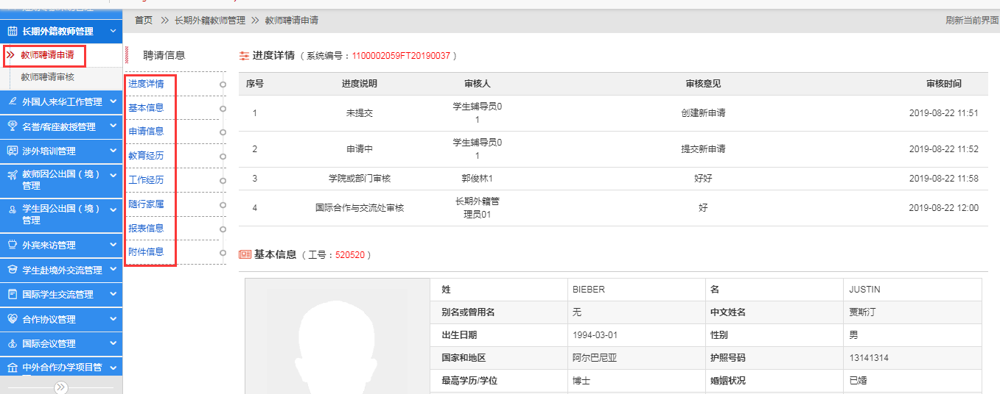 首页 长期外籍教师管理 教师聘请申请 刷新当前界面
长期外籍教师管理
教师聘请申请
教师聘请审核
外国人来华工作管理
名誉/客座教授管理
涉外培训管理
教师因公出国（境）
管理
学生因公出国（境）
管理
外宾来访管理
学生赴境外交流管理
国际学生交流管理
合作协议管理
国际会议管理
中外合作办学项目管
聘请信息
进度详情
基本信息
申请信息
教育经历
工作经历
随行家属
报表信息
附件信息
进度详情（系统编号：1100002059FT20190037）
序号 进度说明 审核人 审核意见 审核时间
1 未提交 学生辅导员0
1 创建新申请 2019-08-22 11:51
2 申请中 学生辅导员0
1 提交新申请 2019-08-22 11:52
3 学院或部门审核 郭俊林1 好好 2019-08-22 11:58
4 国际合作与交流处审核 长期外籍管
理员01 好 2019-08-22 12:00
基本信息（工号：520520）
姓 BIEBER 名 JUSTIN
别名或曾用名 无 中文姓名 贾斯汀
出生日期 1994-03-01 性别 男
国家和地区 阿尔巴尼亚 护照号码 13141314
最高学历/学位 博士 婚姻状况 已婚